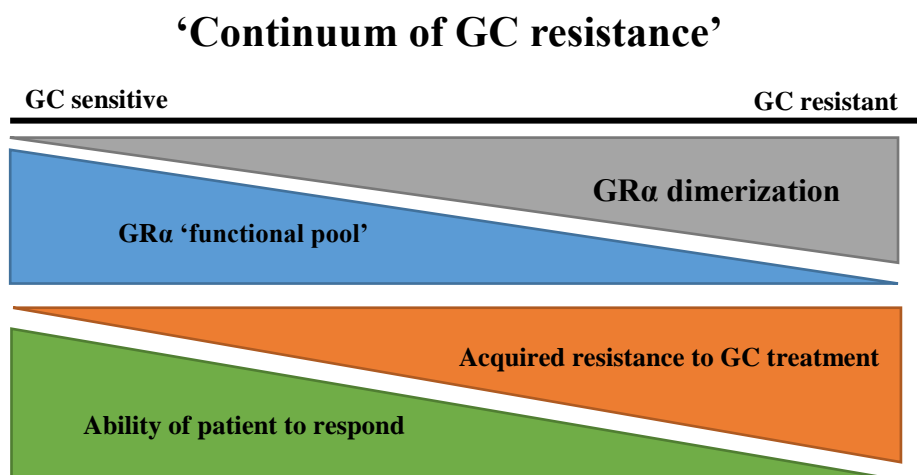 ‘Continuum of GC resistance’
GC sensitive
GC resistant
GRα dimerization
GRα ‘functional pool’
Acquired resistance to GC treatment
Ability of patient to respond